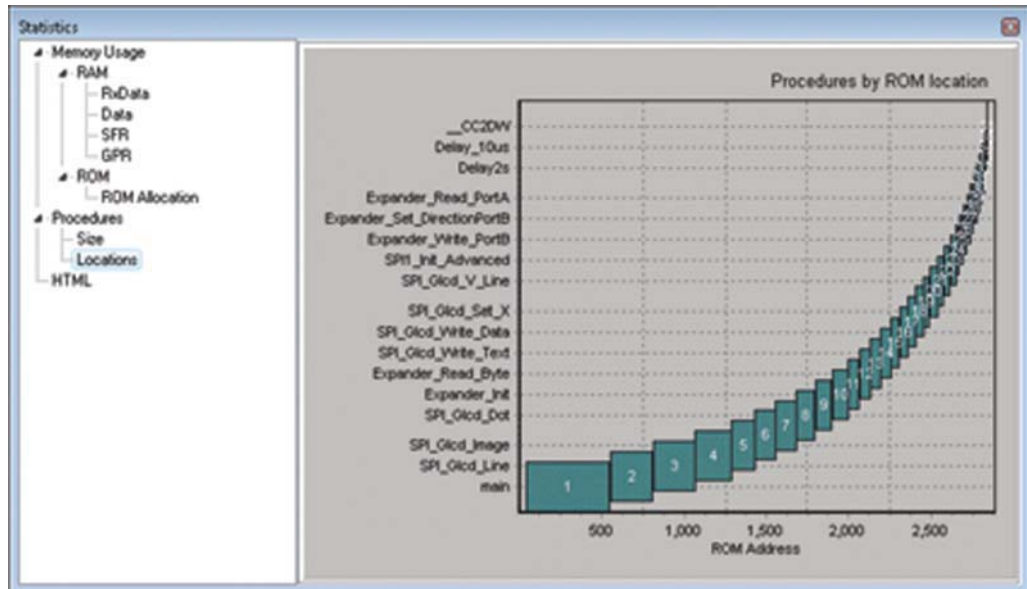 Statistics
Memory Usage
RAM
RxData
Data
SFR
GPR
ROM
ROM Allocation
Procedures
Size
Locations
HTML
Procedures by ROM location
__CC2DW
Delay_10us
Delay2s
Expander_Read_PortA
Expander_Set_DirectionPortB
Expander_Write_PortB
SPI1_Init_Advanced
SPI_Glcd_V_Line
SPI_Glcd_Set_X
SPI_Glcd_Write_Data
SPI_Glcd_Write_Text
Expander_Read_Byte
Expander_Init
SPI_Glcd_Dot
SPI_Glcd_Image
SPI_Glcd_Line
main
1 2 3 4 5 6 7 8 9 10
500 1,000 1,500 2,000 2,500
ROM Address